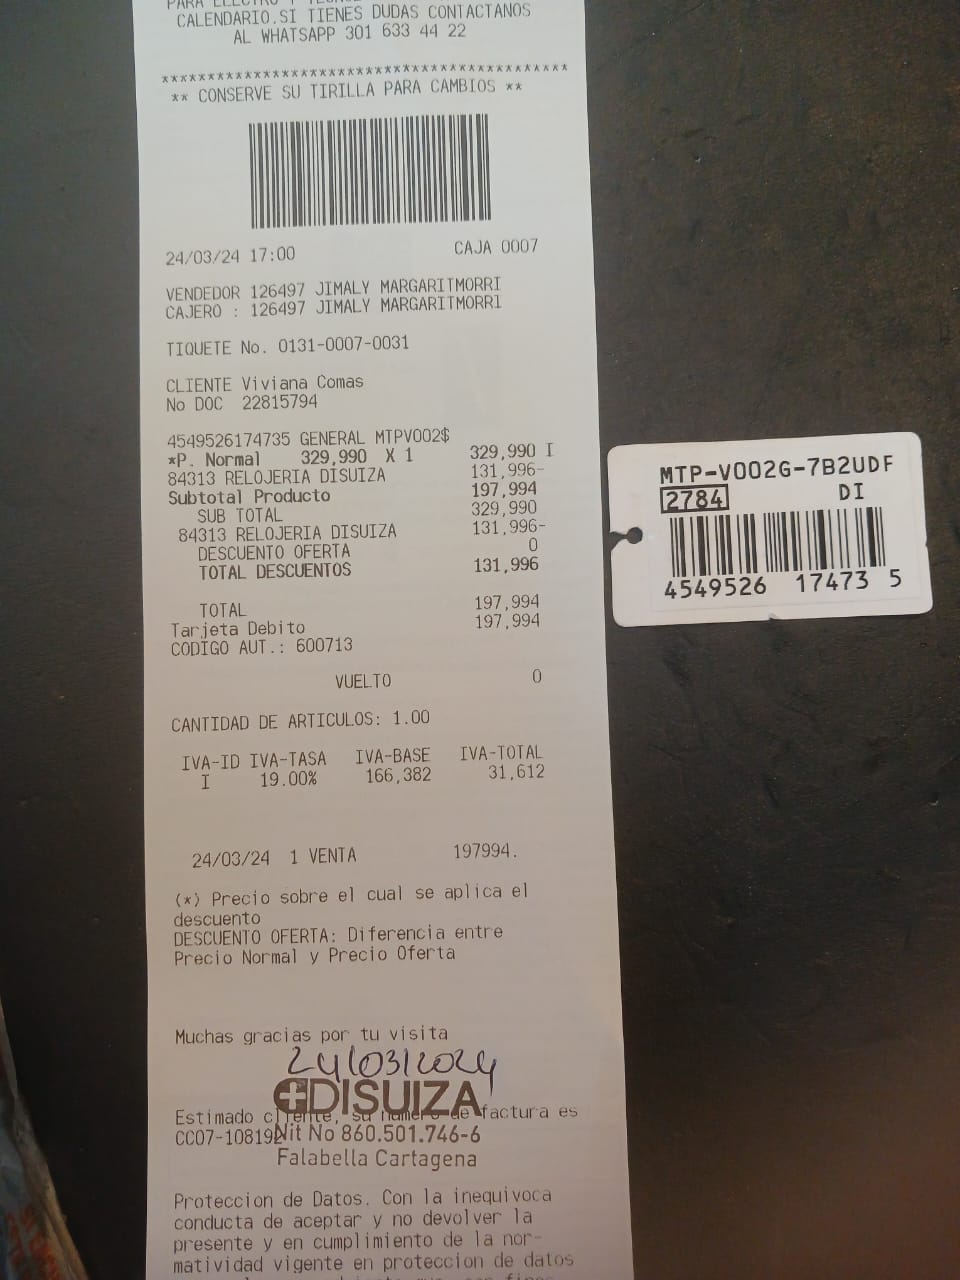 CALENDARIO.SI TIENES DUDAS CONTACTANOS
AL WHATSAPP 301 633 44 22
*******************************************
** CONSERVE SU TIRILLA PARA CAMBIOS **
24/03/24 17:00 CAJA 0007
VENDEDOR 126497 JIMALY MARGARITMORRI
CAJERO : 126497 JIMALY MARGARITMORRI
TIQUETE No. 0131-0007-0031
CLIENTE Viviana Comas
No DOC 22815794
4549526174735 GENERAL MTPV002$
*P. Normal 329,990 X 1 329,990 I
84313 RELOJERIA DISUIZA 131,996-
Subtotal Producto 197,994
SUB TOTAL 329,990
84313 RELOJERIA DISUIZA 131,996-
DESCUENTO OFERTA 0
TOTAL DESCUENTOS 131,996
TOTAL 197,994
Tarjeta Debito 197,994
CODIGO AUT.: 600713
VUELTO 0
CANTIDAD DE ARTICULOS: 1.00
IVA-ID IVA-TASA IVA-BASE IVA-TOTAL
I 19.00% 166,382 31,612
24/03/24 1 VENTA 197994.
(*) Precio sobre el cual se aplica el
descuento
DESCUENTO OFERTA: Diferencia entre
Precio Normal y Precio Oferta
Muchas gracias por tu visita
24/03/2024
DISUIZA
Estimado cliente, su numero de factura es
CC07-10819
Nit No 860.501.746-6
Falabella Cartagena
Proteccion de Datos. Con la inequivoca
conducta de aceptar y no devolver la
presente y en cumplimiento de la nor-
matividad vigente en proteccion de datos
MTP-V002G-7B2UDF
2784 DI
4549526 17473 5